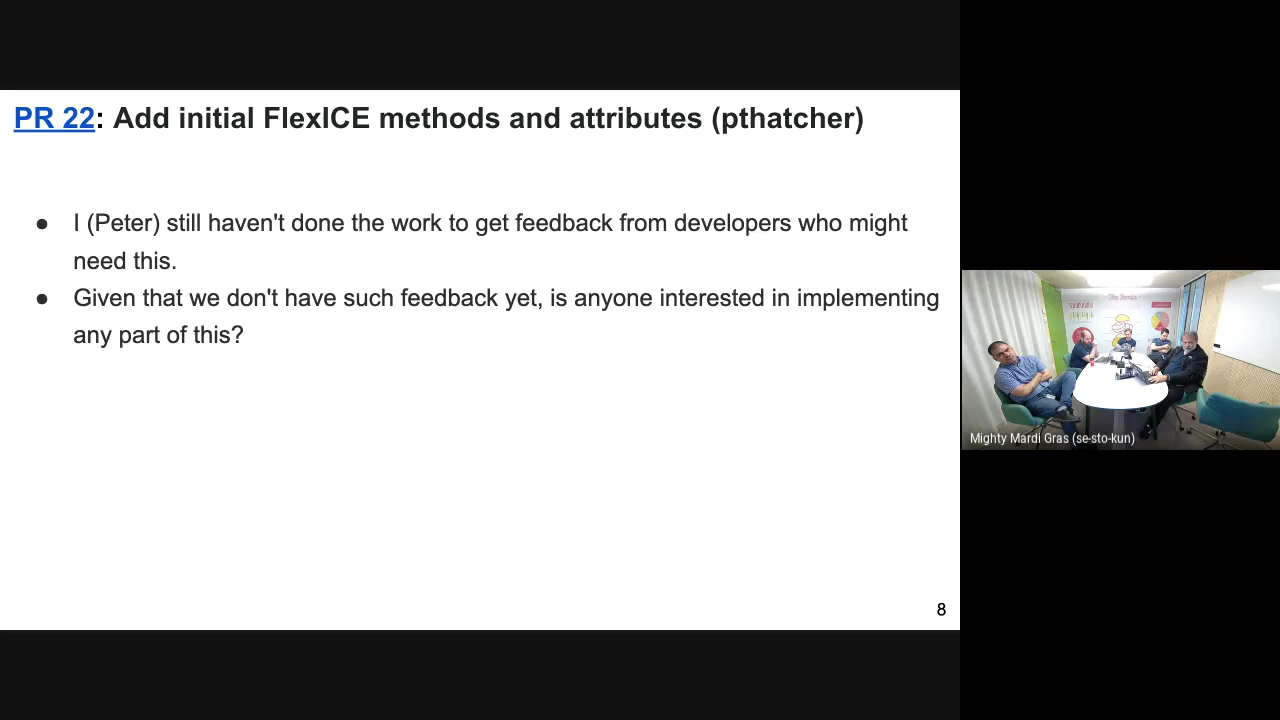 PR 22: Add initial FlexICE methods and attributes (pthatcher)
● I (Peter) still haven't done the work to get feedback from developers who might
need this.
● Given that we don't have such feedback yet, is anyone interested in implementing
any part of this?
8
Mighty Mardi Gras (se-sto-kun)